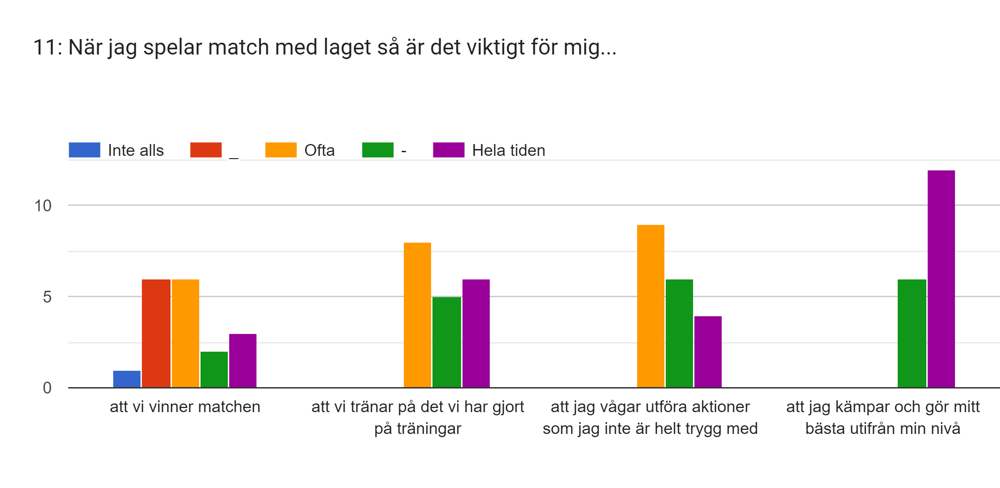 11: När jag spelar match med laget så är det viktigt för mig...
Inte alls _ Ofta - Hela tiden
10
5
0
att vi vinner matchen
att vi tränar på det vi har gjort
på träningar
att jag vågar utföra aktioner
som jag inte är helt trygg med
att jag kämpar och gör mitt
bästa utifrån min nivå